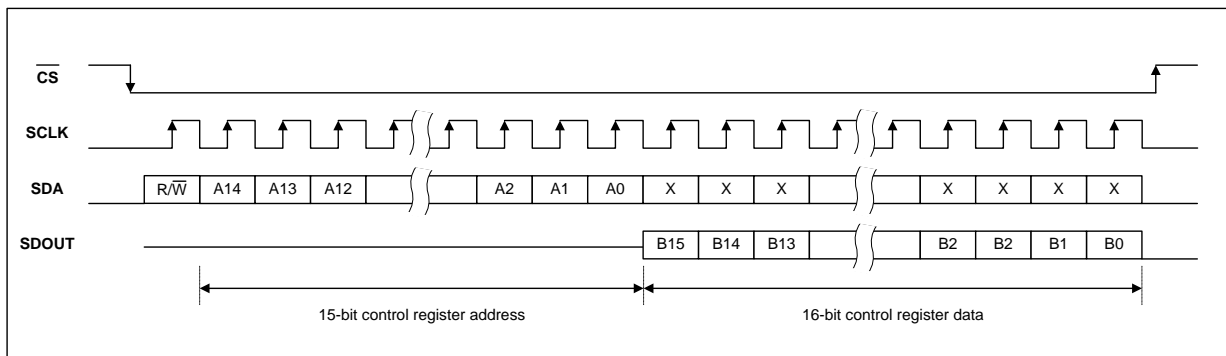 CS
SCLK
SDA R/W A14 A13 A12 A2 A1 A0 X X X X X X X
SDOUT B15 B14 B13 B2 B2 B1 B0
15-bit control register address 16-bit control register data